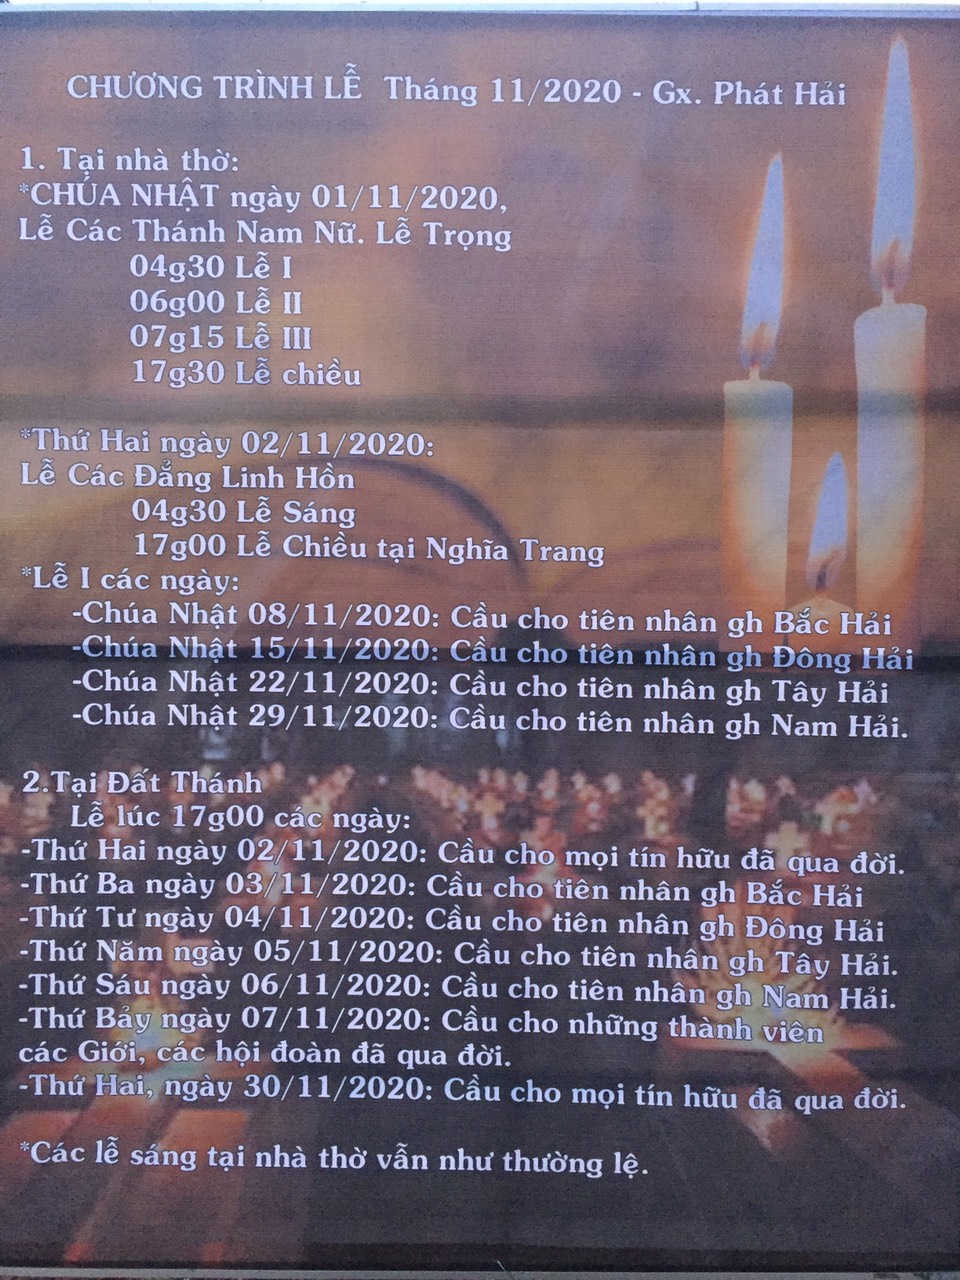 CHƯƠNG TRÌNH LỄ Tháng 11/2020 - Gx. Phát Hải
1. Tại nhà thờ:
*CHÚA NHẬT ngày 01/11/2020,
Lễ Các Thánh Nam Nữ. Lễ Trọng
04g30 Lễ I
06g00 Lễ II
07g15 Lễ III
17g30 Lễ chiều
*Thứ Hai ngày 02/11/2020:
Lễ Các Đẳng Linh Hồn
04g30 Lễ Sáng
17g00 Lễ Chiều tại Nghĩa Trang
*Lễ I các ngày:
-Chúa Nhật 08/11/2020: Cầu cho tiên nhân gh Bắc Hải
-Chúa Nhật 15/11/2020: Cầu cho tiên nhân gh Đông Hải
-Chúa Nhật 22/11/2020: Cầu cho tiên nhân gh Tây Hải
-Chúa Nhật 29/11/2020: Cầu cho tiên nhân gh Nam Hải.
2.Tại Đất Thánh
Lễ lúc 17g00 các ngày:
-Thứ Hai ngày 02/11/2020: Cầu cho mọi tín hữu đã qua đời.
-Thứ Ba ngày 03/11/2020: Cầu cho tiên nhân gh Bắc Hải
-Thứ Tư ngày 04/11/2020: Cầu cho tiên nhân gh Đông Hải
-Thứ Năm ngày 05/11/2020: Cầu cho tiên nhân gh Tây Hải.
-Thứ Sáu ngày 06/11/2020: Cầu cho tiên nhân gh Nam Hải.
-Thứ Bảy ngày 07/11/2020: Cầu cho những thành viên
các Giới, các hội đoàn đã qua đời.
-Thứ Hai, ngày 30/11/2020: Cầu cho mọi tín hữu đã qua đời.
*Các lễ sáng tại nhà thờ vẫn như thường lệ.